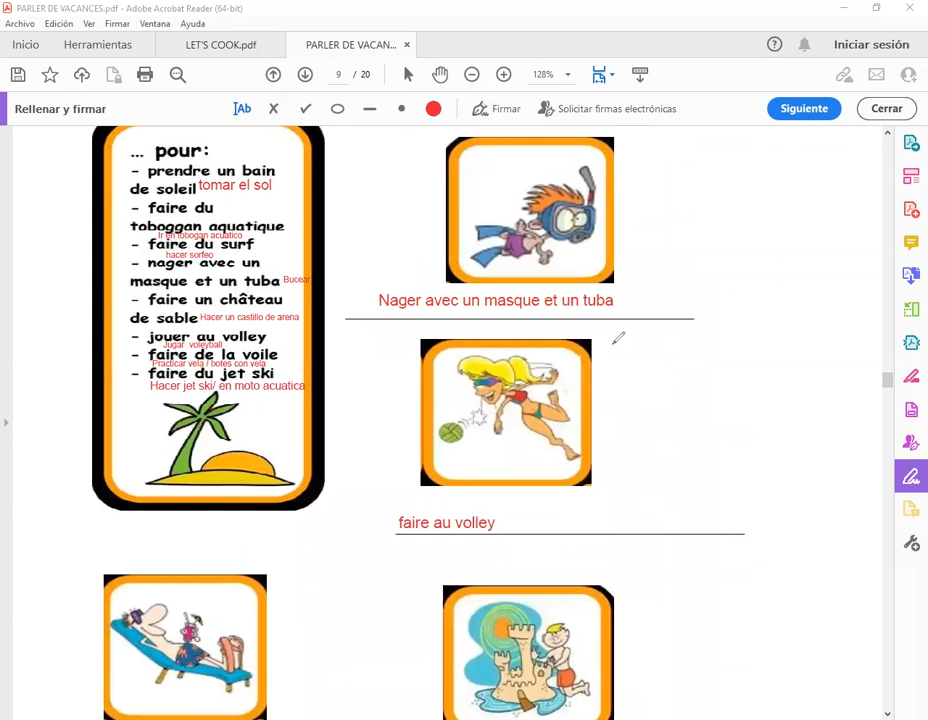 PARLER DE VACANCES.pdf - Adobe Acrobat Reader (64-bit)
Archivo Edición Ver Firmar Ventana Ayuda
Inicio Herramientas LET'S COOK.pdf PARLER DE VACAN... × Iniciar sesión
9 / 20 128%
Rellenar y firmar Ab Firmar Solicitar firmas electrónicas Siguiente Cerrar
... pour:
- prendre un bain
de soleil tomar el sol
- faire du
toboggan aquatique
Ir en tobogan acuatico
- faire du surf
hacer sorfeo
- nager avec un
masque et un tuba Bucear
- faire un château
de sable Hacer un castillo de arena
- jouer au volley
Jugar voleyball
- faire de la voile
Practicar vela / botes con vela
- faire du jet ski
Hacer jet ski/ en moto acuatica
Nager avec un masque et un tuba
faire au volley